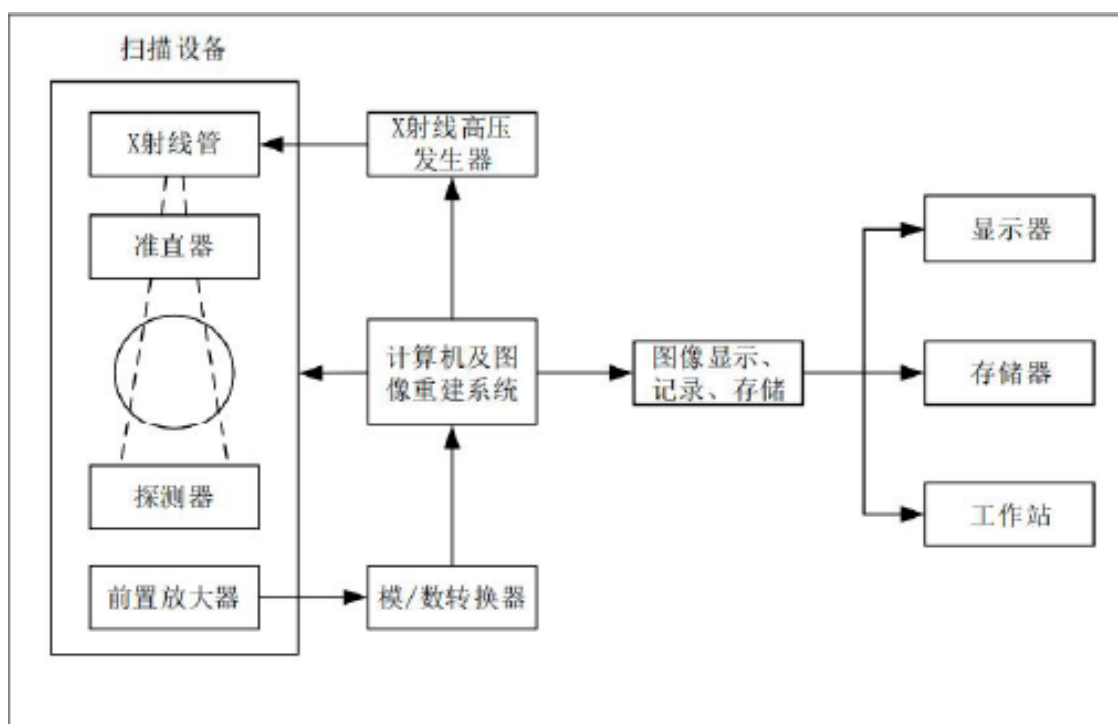 扫描设备
X射线管
X射线高压
发生器
准直器
显示器
计算机及图
像重建系统
图像显示、
记录、存储
存储器
探测器
工作站
前置放大器
模/数转换器